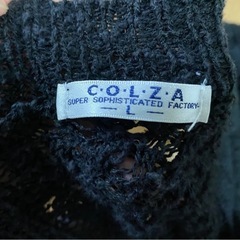 C·O·L·Z·A
SUPER SOPHISTICATED FACTORY
— L —